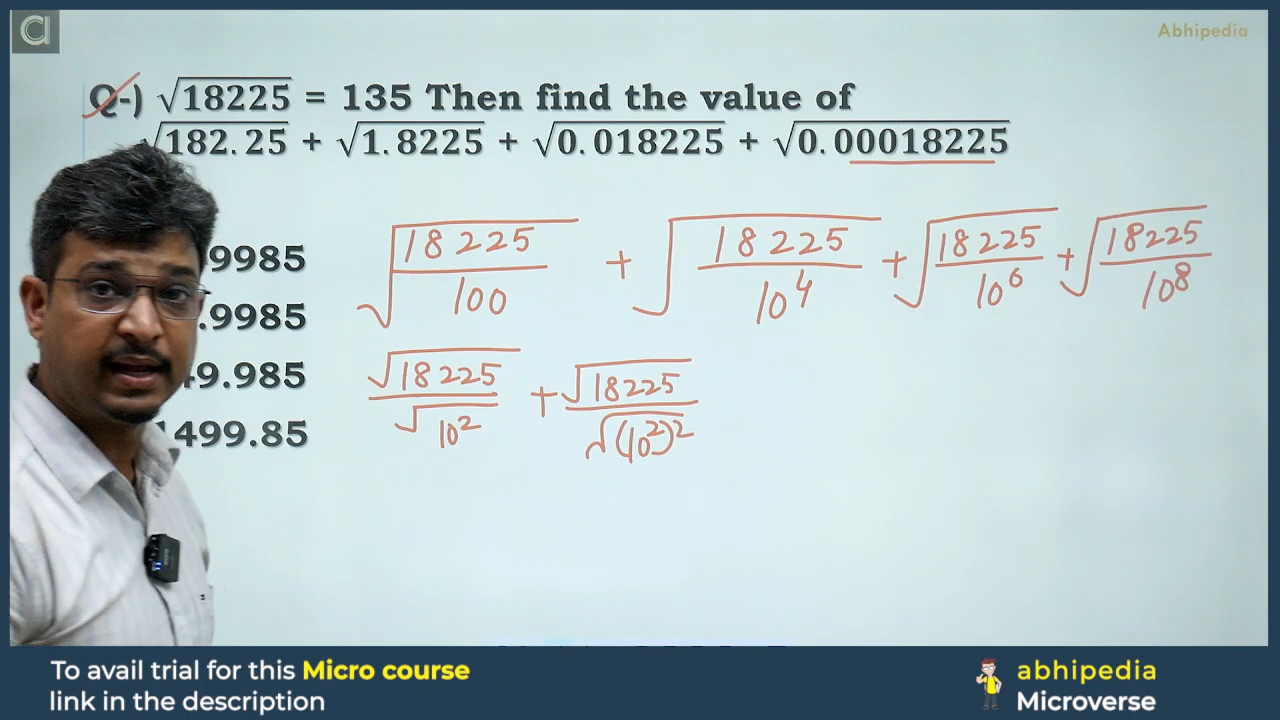 Abhipedia
Q-) √18225 = 135 Then find the value of
√182.25 + √1.8225 + √0.018225 + √0.00018225
.9985
.9985
49.985
1499.85
√(18225/100) + √(18225/10⁴) + √(18225/10⁶) + √(18225/10⁸)
√18225/√10² + √18225/√(10²)²
To avail trial for this Micro course
link in the description
abhipedia
Microverse